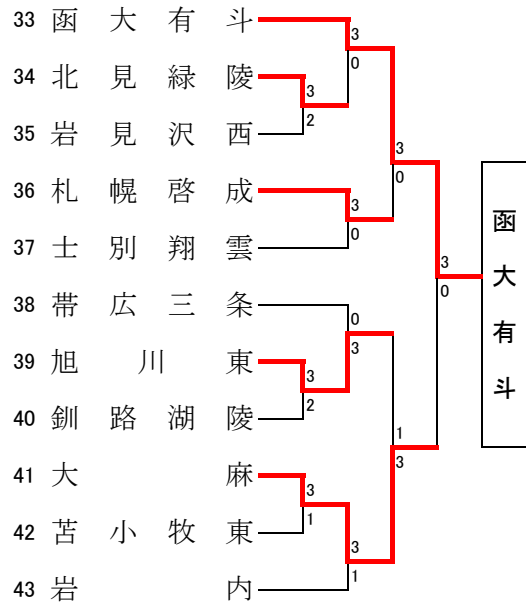 33 函大有斗
3
0
34 北見緑陵
3
2
35 岩見沢西
3
0
36 札幌啓成
3
0
37 士別翔雲
函大有斗
3
0
38 帯広三条
0
3
39 旭川東
3
2
40 釧路湖陵
1
3
41 大麻
3
1
42 苫小牧東
3
1
43 岩内